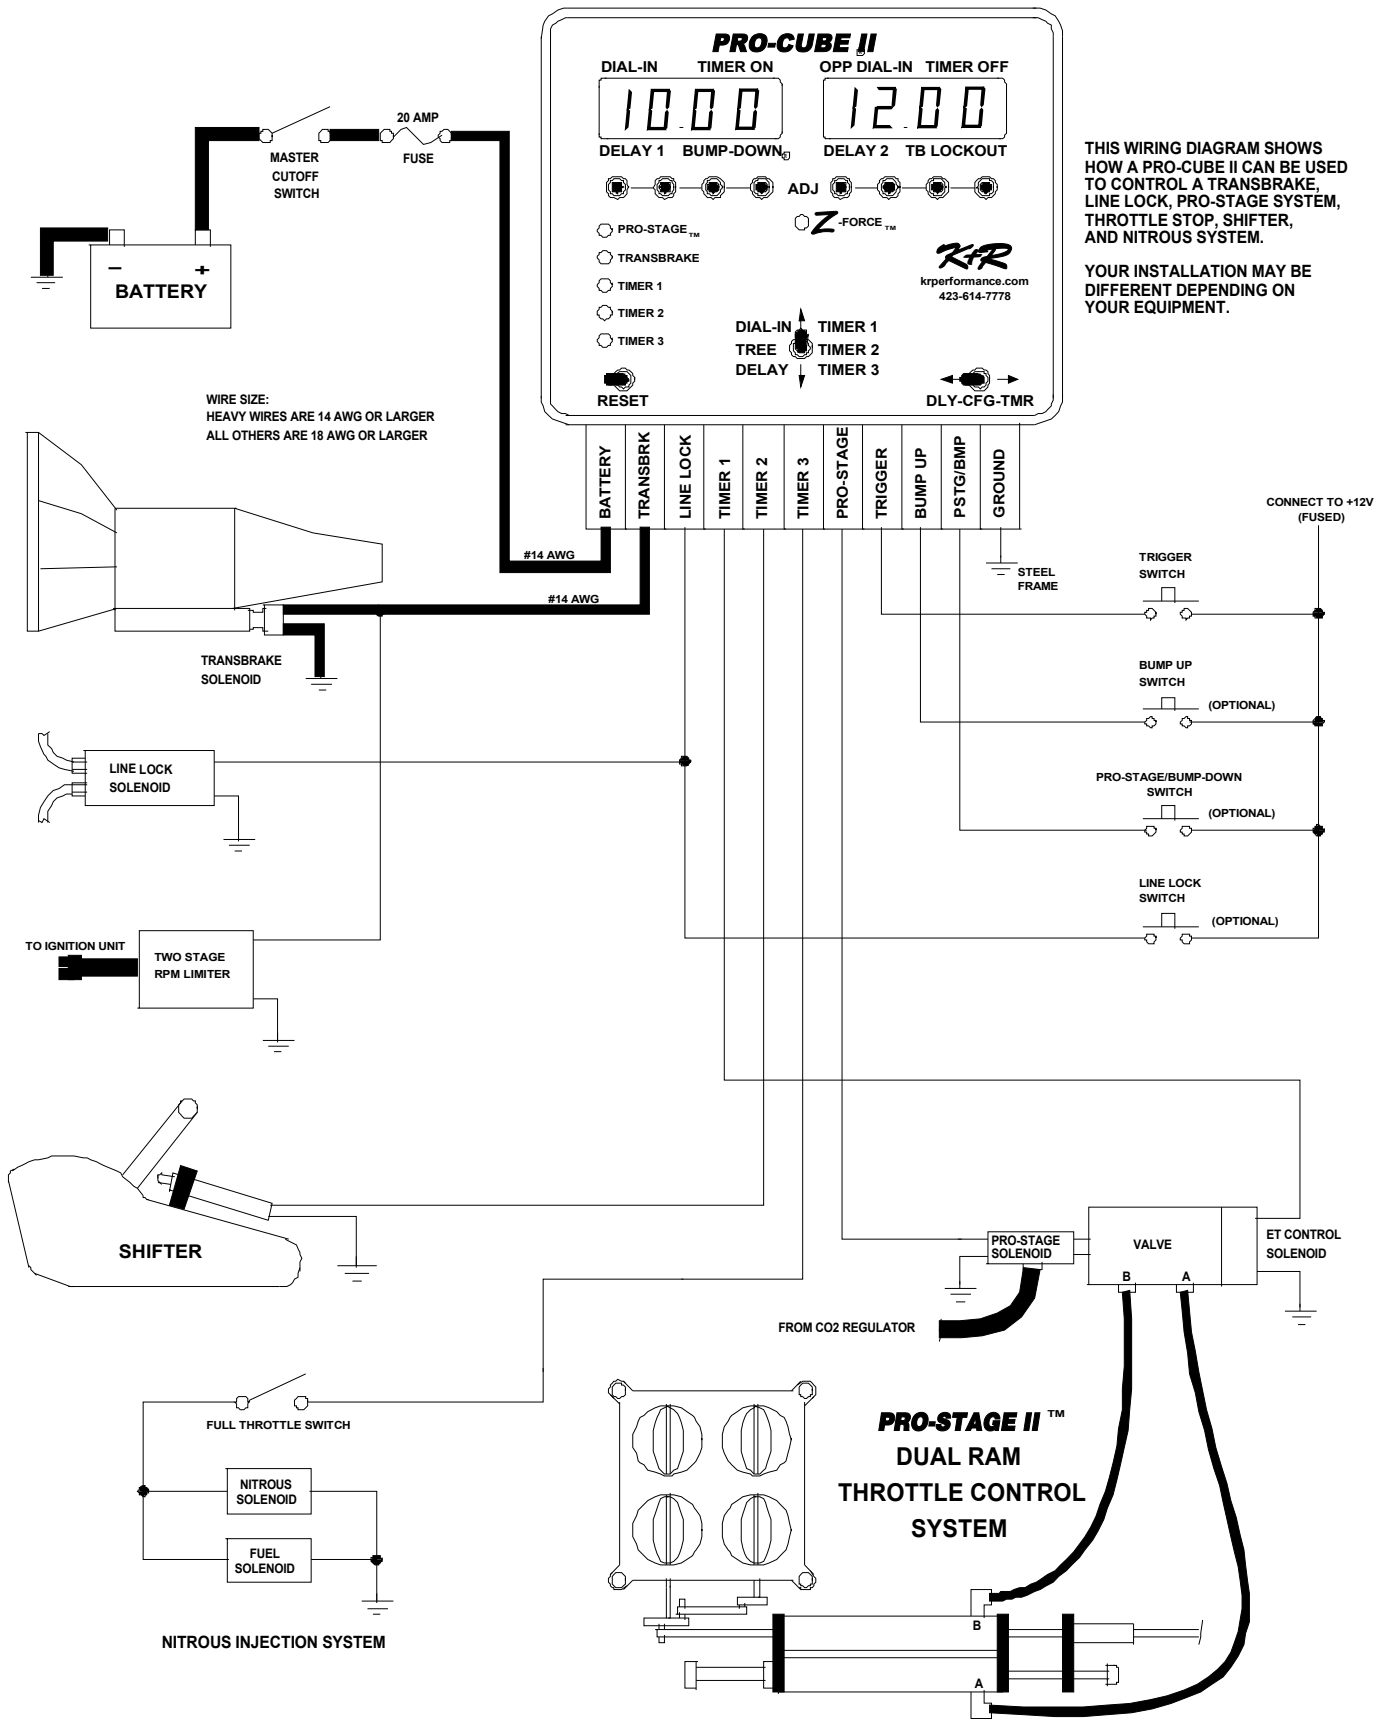 PRO-CUBE II
DIAL-IN TIMER ON OPP DIAL-IN TIMER OFF
10.00 12.00
DELAY 1 BUMP-DOWN DELAY 2 TB LOCKOUT
ADJ
Z-FORCE TM
PRO-STAGE TM
TRANSBRAKE
TIMER 1
TIMER 2
TIMER 3
K&R
krperformance.com
423-614-7778
DIAL-IN TIMER 1
TREE TIMER 2
DELAY TIMER 3
RESET
DLY-CFG-TMR
BATTERY
TRANSBRK
LINE LOCK
TIMER 1
TIMER 2
TIMER 3
PRO-STAGE
TRIGGER
BUMP UP
PSTG/BMP
GROUND
20 AMP
FUSE
MASTER
CUTOFF
SWITCH
- +
BATTERY
THIS WIRING DIAGRAM SHOWS
HOW A PRO-CUBE II CAN BE USED
TO CONTROL A TRANSBRAKE,
LINE LOCK, PRO-STAGE SYSTEM,
THROTTLE STOP, SHIFTER,
AND NITROUS SYSTEM.
YOUR INSTALLATION MAY BE
DIFFERENT DEPENDING ON
YOUR EQUIPMENT.
WIRE SIZE:
HEAVY WIRES ARE 14 AWG OR LARGER
ALL OTHERS ARE 18 AWG OR LARGER
#14 AWG
#14 AWG
STEEL
FRAME
CONNECT TO +12V
(FUSED)
TRIGGER
SWITCH
BUMP UP
SWITCH
(OPTIONAL)
PRO-STAGE/BUMP-DOWN
SWITCH
(OPTIONAL)
LINE LOCK
SWITCH
(OPTIONAL)
TRANSBRAKE
SOLENOID
LINE LOCK
SOLENOID
TO IGNITION UNIT
TWO STAGE
RPM LIMITER
SHIFTER
PRO-STAGE
SOLENOID
VALVE
B A
ET CONTROL
SOLENOID
FROM CO2 REGULATOR
FULL THROTTLE SWITCH
NITROUS
SOLENOID
FUEL
SOLENOID
NITROUS INJECTION SYSTEM
PRO-STAGE II ™
DUAL RAM
THROTTLE CONTROL
SYSTEM
B
A